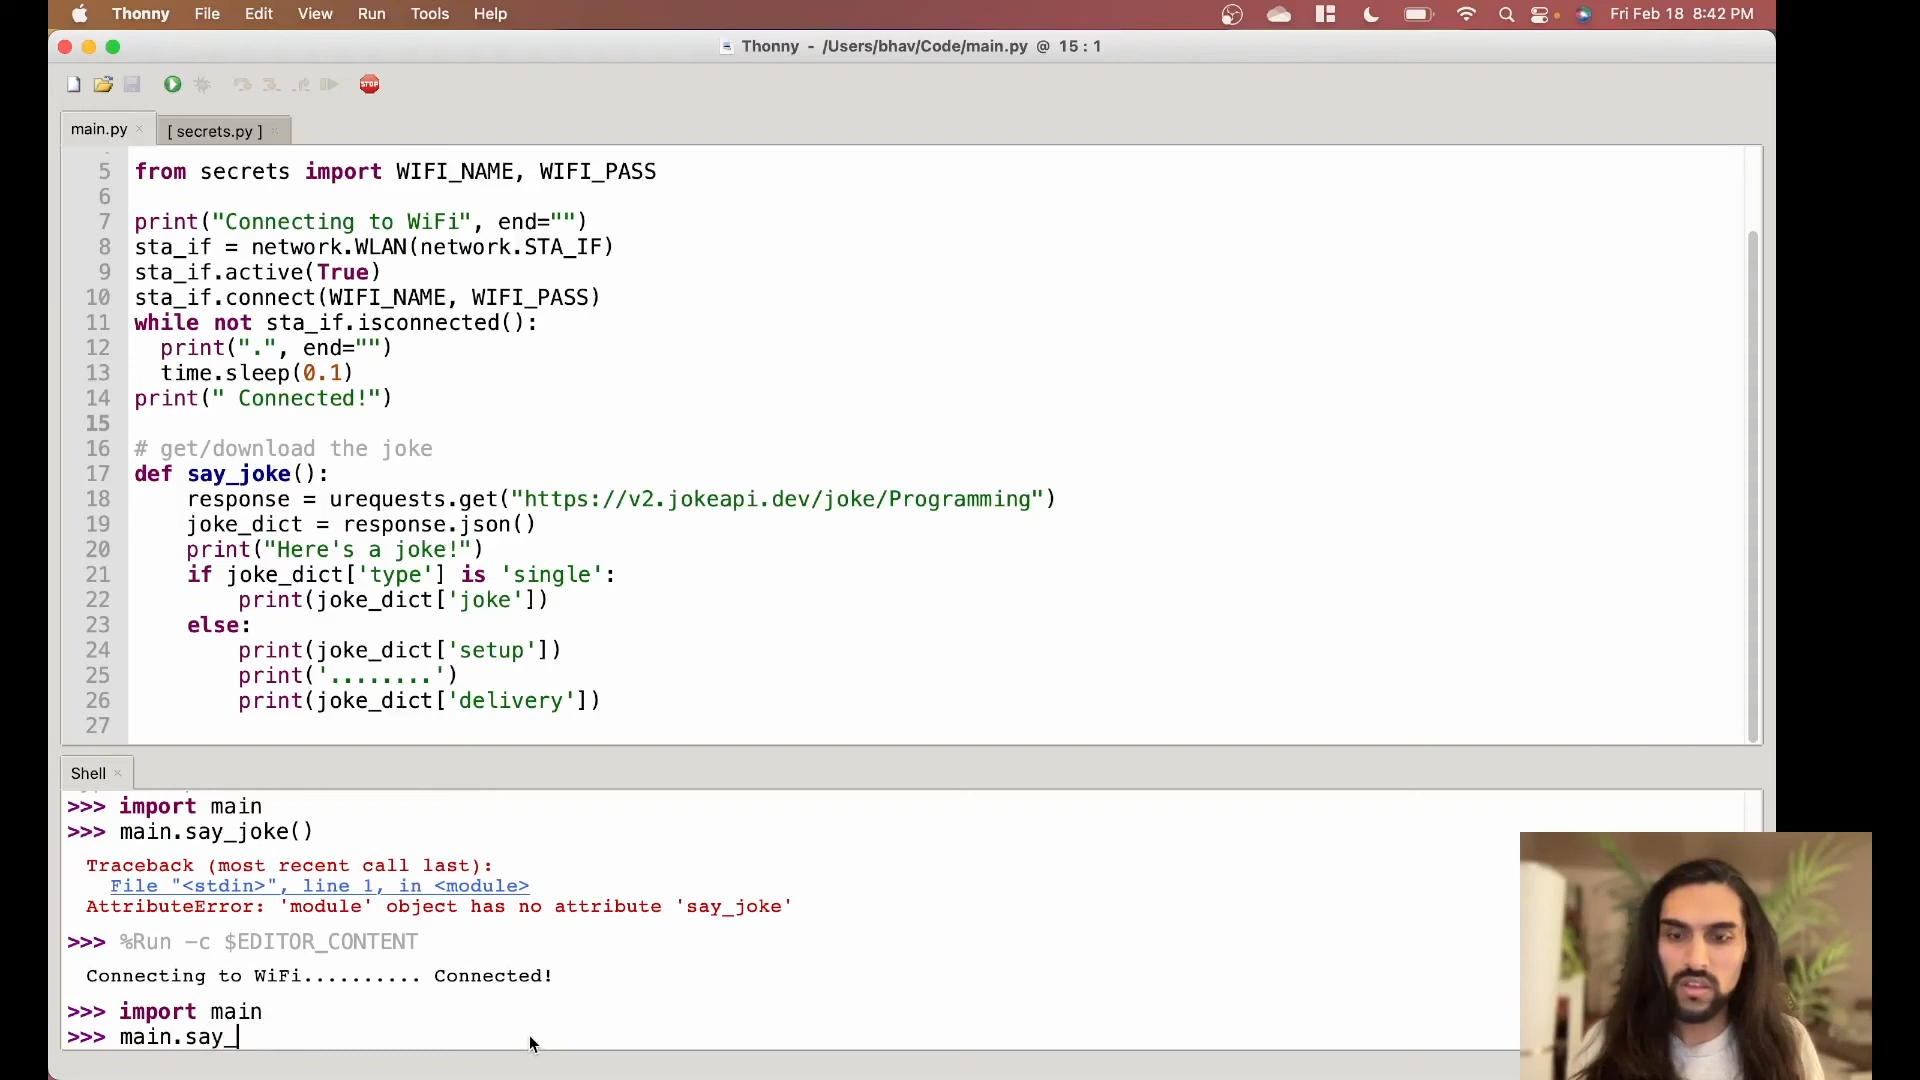 Thonny File Edit View Run Tools Help Fri Feb 18 8:42 PM
Thonny - /Users/bhav/Code/main.py @ 15 : 1
STOP
main.py × [ secrets.py ] ×
5 from secrets import WIFI_NAME, WIFI_PASS
6
7 print("Connecting to WiFi", end="")
8 sta_if = network.WLAN(network.STA_IF)
9 sta_if.active(True)
10 sta_if.connect(WIFI_NAME, WIFI_PASS)
11 while not sta_if.isconnected():
12 print(".", end="")
13 time.sleep(0.1)
14 print(" Connected!")
15
16 # get/download the joke
17 def say_joke():
18 response = urequests.get("https://v2.jokeapi.dev/joke/Programming")
19 joke_dict = response.json()
20 print("Here's a joke!")
21 if joke_dict['type'] is 'single':
22 print(joke_dict['joke'])
23 else:
24 print(joke_dict['setup'])
25 print('........')
26 print(joke_dict['delivery'])
27
Shell ×
>>> import main
>>> main.say_joke()
Traceback (most recent call last):
File "<stdin>", line 1, in <module>
AttributeError: 'module' object has no attribute 'say_joke'
>>> %Run -c $EDITOR_CONTENT
Connecting to WiFi.......... Connected!
>>> import main
>>> main.say_